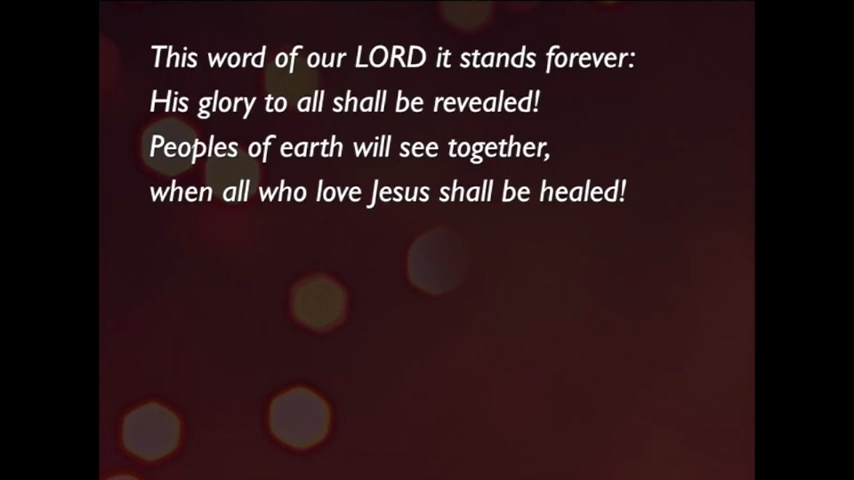 This word of our LORD it stands forever:
His glory to all shall be revealed!
Peoples of earth will see together,
when all who love Jesus shall be healed!